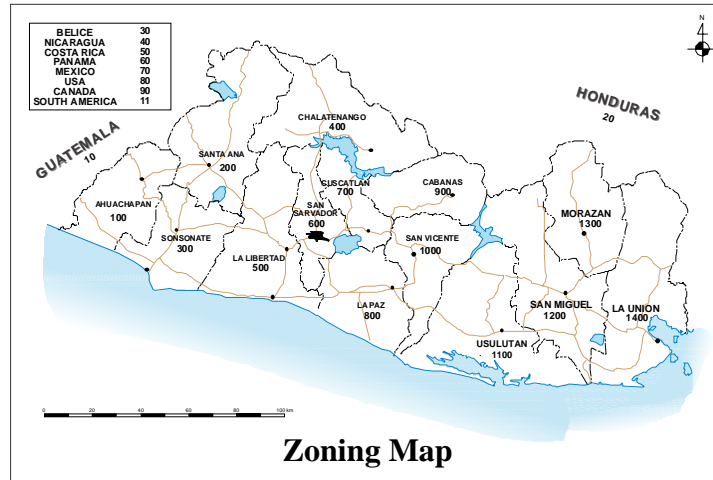 BELICE 30
NICARAGUA 40
COSTA RICA 50
PANAMA 60
MEXICO 70
USA 80
CANADA 90
SOUTH AMERICA 11
N
HONDURAS
20
GUATEMALA
10
CHALATENANGO
400
SANTA ANA
200
CUSCATLAN
700
CABANAS
900
AHUACHAPAN
100
SAN
SARVADOR
600
MORAZAN
1300
SONSONATE
300
LA LIBERTAD
500
SAN VICENTE
1000
LA PAZ
800
SAN MIGUEL
1200
LA UNION
1400
USULUTAN
1100
0 20 40 60 80 100 km
Zoning Map